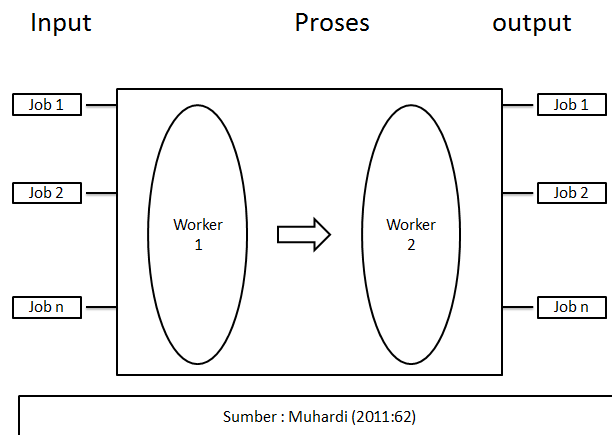 Input Proses output
Job 1 Job 1
Job 2 Job 2
Worker Worker
1 2
Job n Job n
Sumber : Muhardi (2011:62)